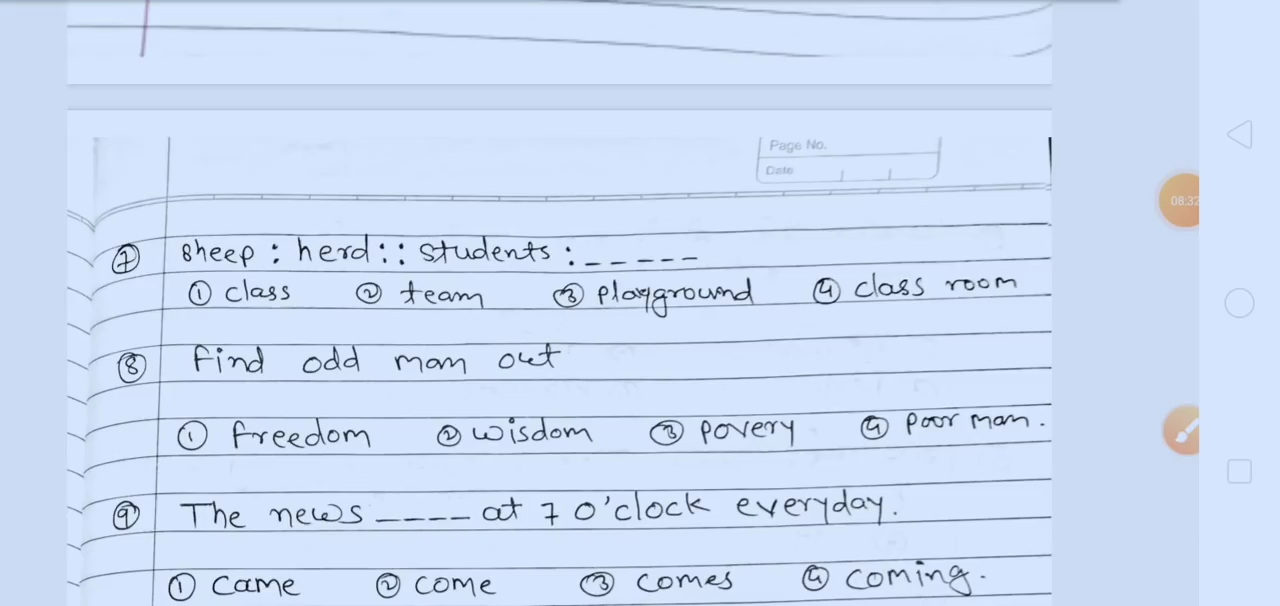 Page No.
Date
⑦ sheep : herd :: students : _ _ _ _ _
① class ② team ③ playground ④ class room
08:32
⑧ Find odd man out
① freedom ② wisdom ③ povery ④ poor man.
⑨ The news _ _ _ _ at 7 o'clock everyday.
① came ② come ③ comes ④ coming.